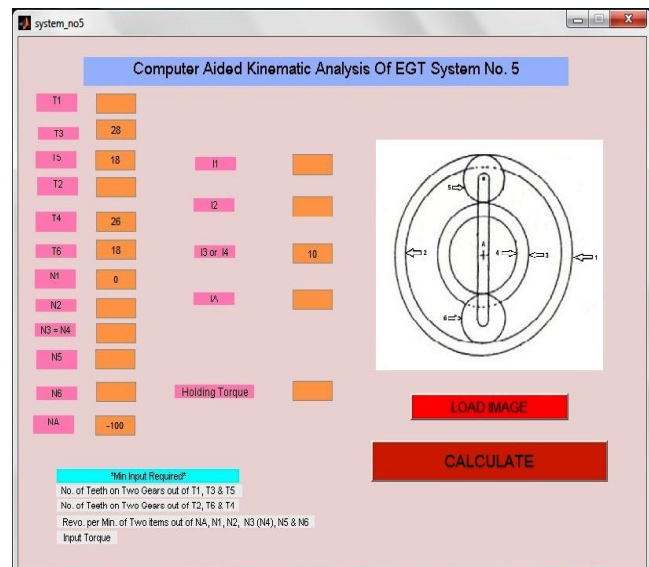 system_no5
Computer Aided Kinematic Analysis Of EGT System No. 5
T1
T3 28
T5 18
T2
T4 26
T6 18
N1 0
N2
N3 = N4
N5
N6
NA -100
I1
I2
I3 or I4 10
IA
Holding Torque
5
A
2
4
3
1
6
LOAD IMAGE
CALCULATE
*Min Input Required*
No. of Teeth on Two Gears out of T1, T3 & T5
No. of Teeth on Two Gears out of T2, T6 & T4
Revo. per Min. of Two items out of NA, N1, N2, N3 (N4), N5 & N6
Input Torque